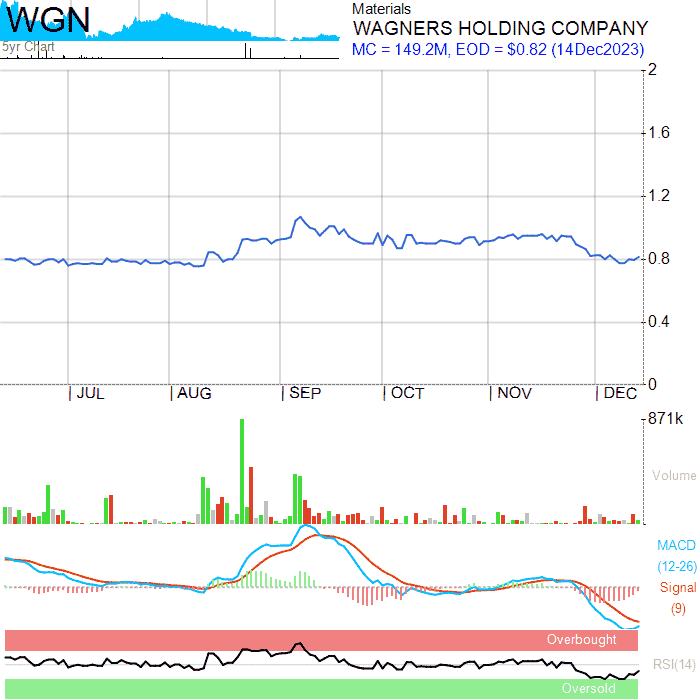 WGN
5yr Chart
Materials
WAGNERS HOLDING COMPANY
MC = 149.2M, EOD = $0.82 (14Dec2023)
2
1.6
1.2
0.8
0.4
0
JUL AUG SEP OCT NOV DEC
871k
Volume
MACD
(12-26)
Signal
(9)
Overbought
RSI(14)
Oversold